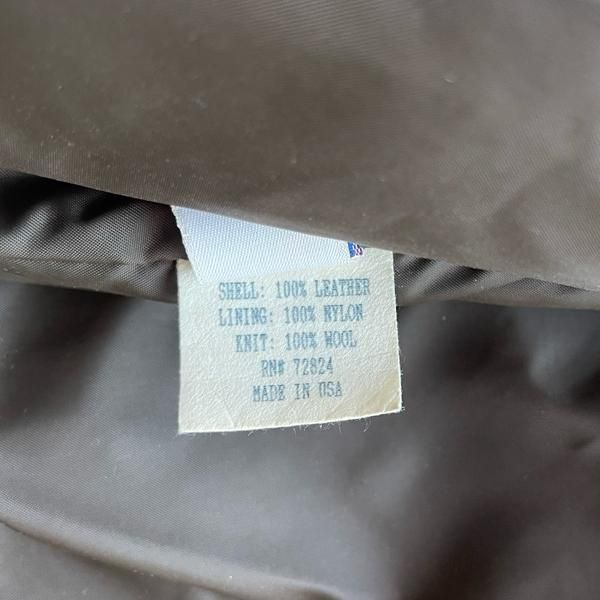 SHELL: 100% LEATHER
LINING: 100% NYLON
KNIT: 100% WOOL
RN# 72824
MADE IN USA